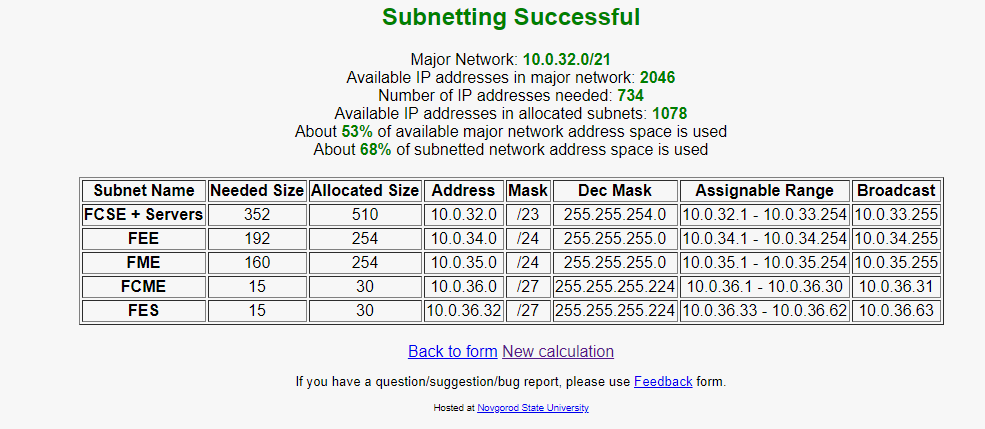 Subnetting Successful
Major Network: 10.0.32.0/21
Available IP addresses in major network: 2046
Number of IP addresses needed: 734
Available IP addresses in allocated subnets: 1078
About 53% of available major network address space is used
About 68% of subnetted network address space is used
Subnet Name Needed Size Allocated Size Address Mask Dec Mask Assignable Range Broadcast
FCSE + Servers 352 510 10.0.32.0 /23 255.255.254.0 10.0.32.1 - 10.0.33.254 10.0.33.255
FEE 192 254 10.0.34.0 /24 255.255.255.0 10.0.34.1 - 10.0.34.254 10.0.34.255
FME 160 254 10.0.35.0 /24 255.255.255.0 10.0.35.1 - 10.0.35.254 10.0.35.255
FCME 15 30 10.0.36.0 /27 255.255.255.224 10.0.36.1 - 10.0.36.30 10.0.36.31
FES 15 30 10.0.36.32 /27 255.255.255.224 10.0.36.33 - 10.0.36.62 10.0.36.63
Back to form New calculation
If you have a question/suggestion/bug report, please use Feedback form.
Hosted at Novgorod State University